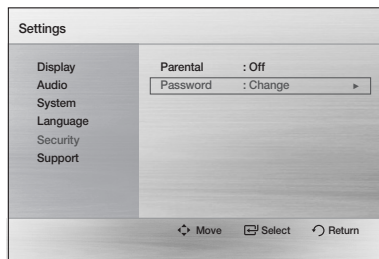 Settings
Display
Audio
System
Language
Security
Support
Parental : Off
Password : Change ►
Move Select Return